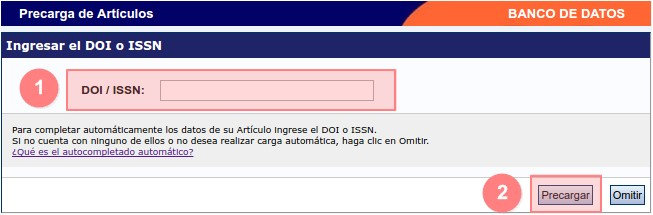 Precarga de Artículos
BANCO DE DATOS
Ingresar el DOI o ISSN
1
DOI / ISSN:
Para completar automáticamente los datos de su Artículo ingrese el DOI o ISSN.
Si no cuenta con ninguno de ellos o no desea realizar carga automática, haga clic en Omitir.
¿Qué es el autocompletado automático?
2
Precargar
Omitir